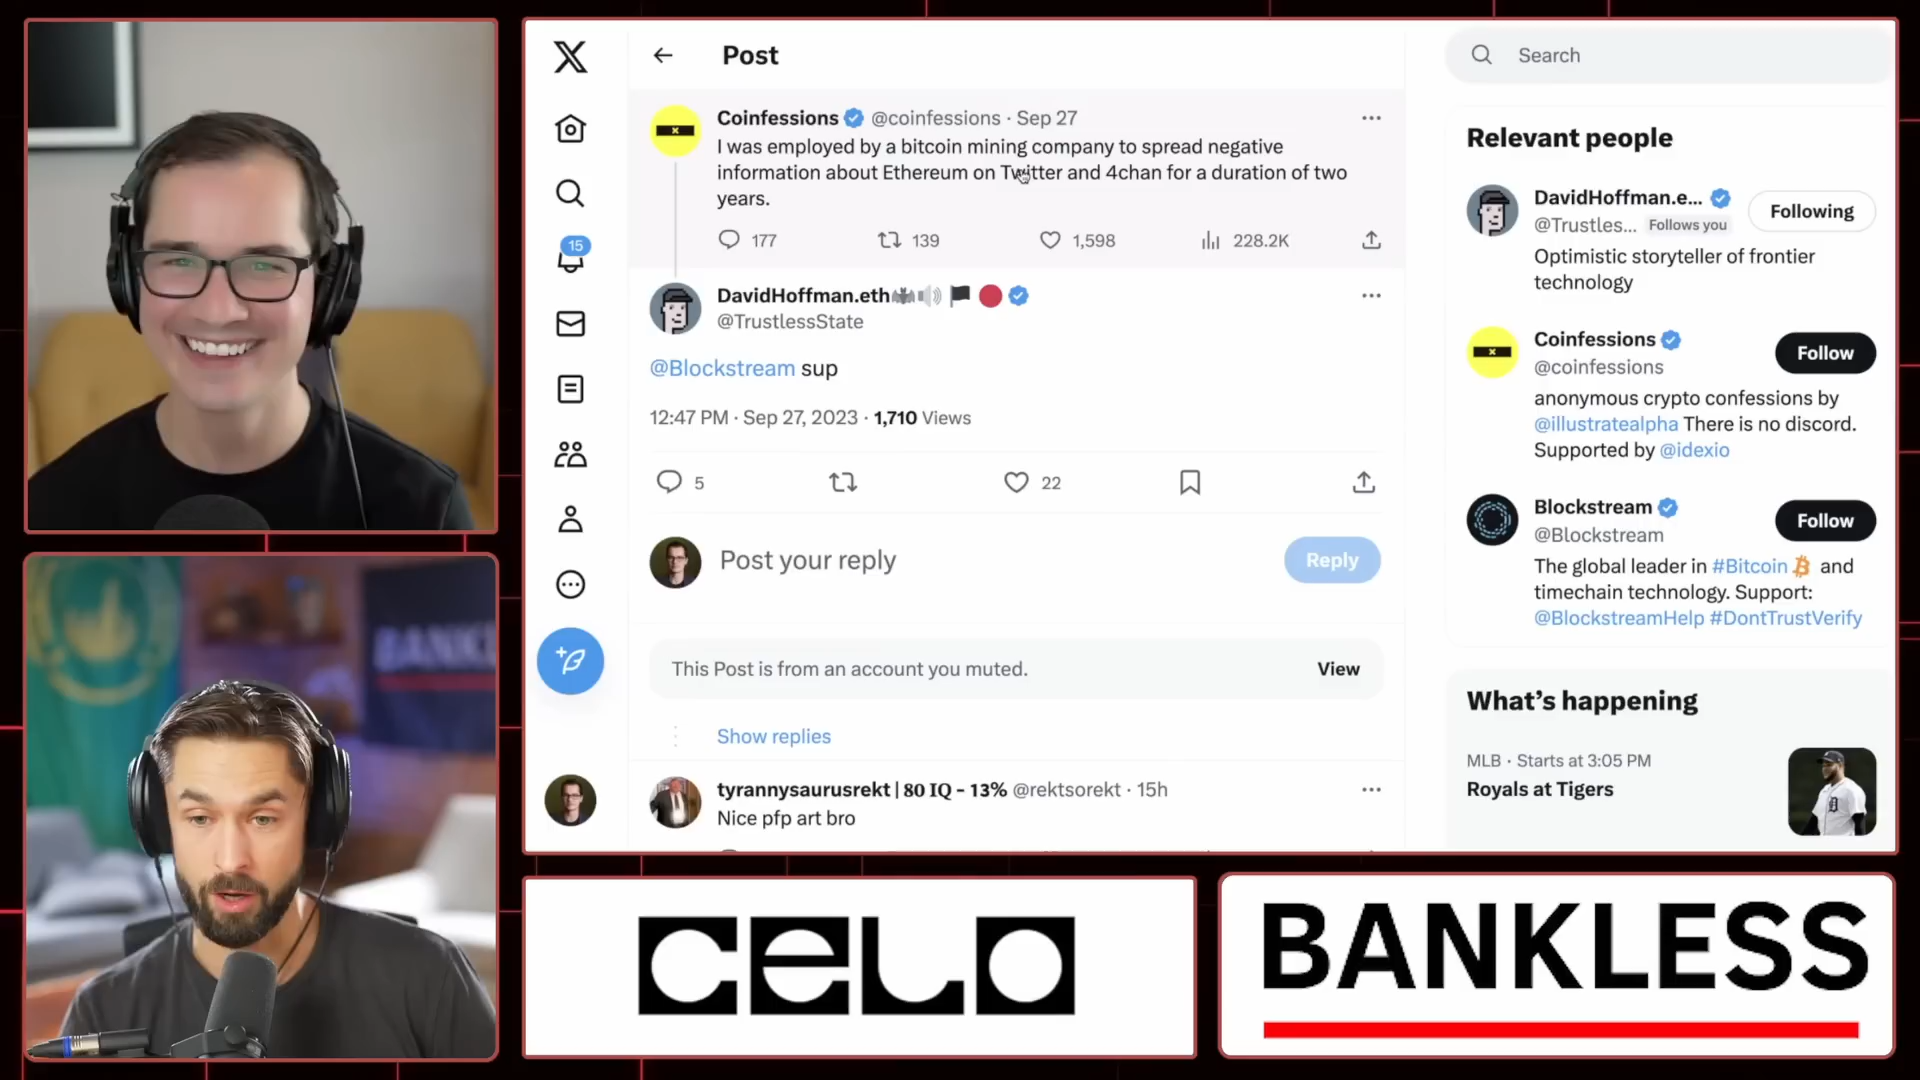 Post
Coinfessions @coinfessions · Sep 27
I was employed by a bitcoin mining company to spread negative
information about Ethereum on Twitter and 4chan for a duration of two
years.
177 139 1,598 228.2K
DavidHoffman.eth
@TrustlessState
@Blockstream sup
12:47 PM · Sep 27, 2023 · 1,710 Views
5 22
Post your reply
Reply
This Post is from an account you muted.
View
Show replies
tyrannysaurusrekt | 80 IQ - 13% @rektsorekt · 15h
Nice pfp art bro
15
Search
Relevant people
DavidHoffman.e...
@Trustles... Follows you
Following
Optimistic storyteller of frontier
technology
Coinfessions
@coinfessions
Follow
anonymous crypto confessions by
@illustratealpha There is no discord.
Supported by @idexio
Blockstream
@Blockstream
Follow
The global leader in #Bitcoin and
timechain technology. Support:
@BlockstreamHelp #DontTrustVerify
What's happening
MLB · Starts at 3:05 PM
Royals at Tigers
BANKL
CELO
BANKLESS